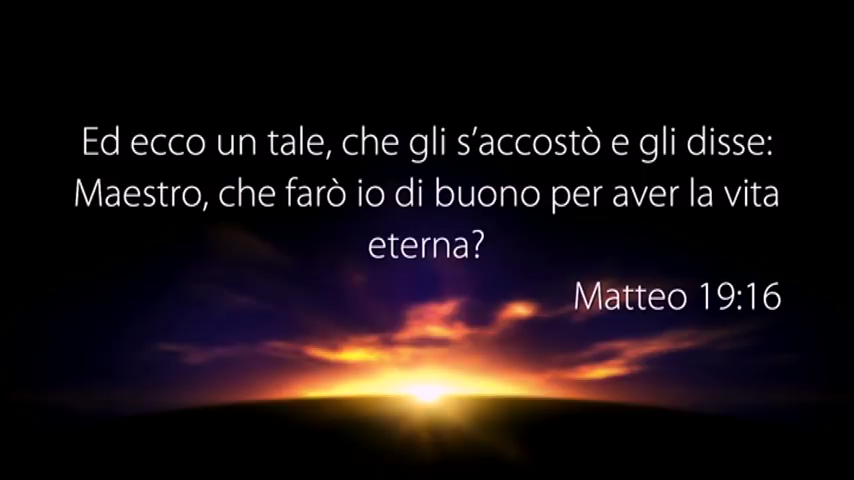 Ed ecco un tale, che gli s’accostò e gli disse:
Maestro, che farò io di buono per aver la vita
eterna?
Matteo 19:16